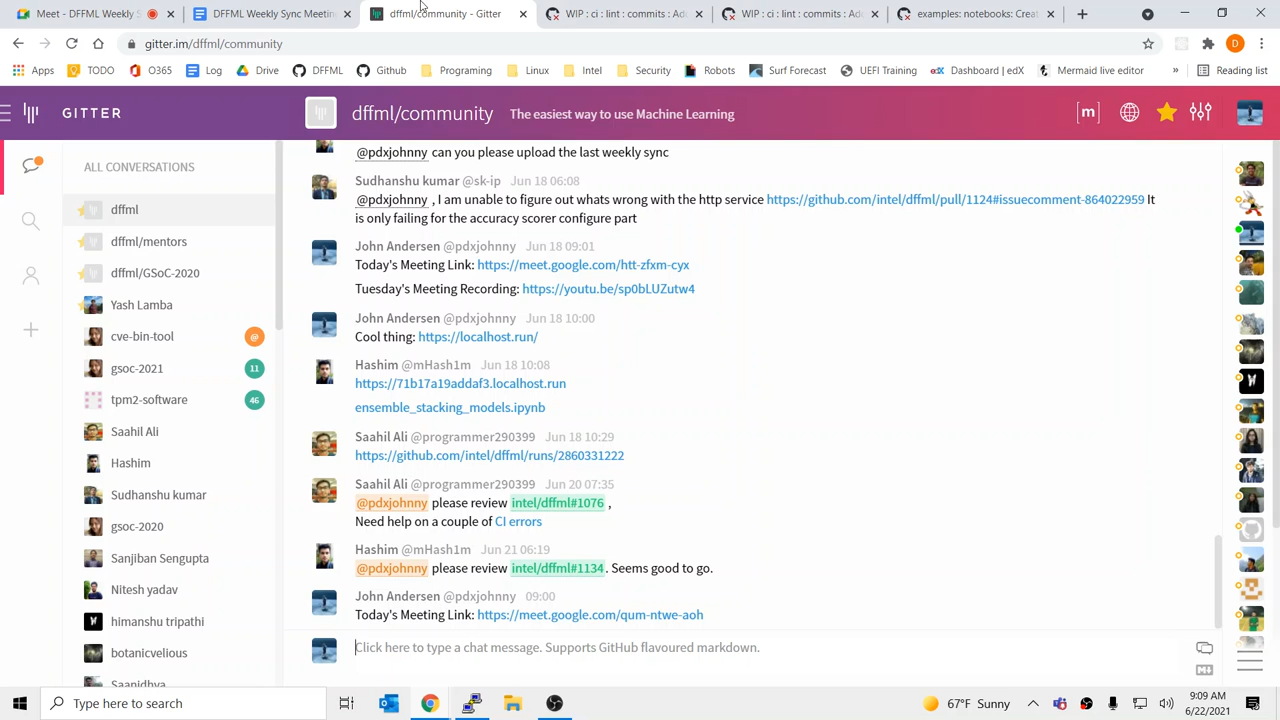 Meet – GSoC Weekly Sync
dffml/community - Gitter
WIP: optimizer: Adding optimizer
WIP : ci : lint commits : Added
examples: notebooks: Create
gitter.im/dffml/community
D
Apps TODO O365 Log Drive DFFML Github Programing Linux Intel Security Robots Surf Forecast UEFI Training Dashboard | edX Mermaid live editor » Reading list
GITTER
dffml/community The easiest way to use Machine Learning
[m]
ALL CONVERSATIONS
dffml
dffml/mentors
dffml/GSoC-2020
Yash Lamba
cve-bin-tool @
gsoc-2021 11
tpm2-software 46
Saahil Ali
Hashim
Sudhanshu kumar
gsoc-2020
Sanjiban Sengupta
Nitesh yadav
himanshu tripathi
botanicvelious
Saanidhya
@pdxjohnny can you please upload the last weekly sync
Sudhanshu kumar @sk-ip Jun 18 06:08
@pdxjohnny , I am unable to figure out whats wrong with the http service https://github.com/intel/dffml/pull/1124#issuecomment-864022959 It
is only failing for the accuracy scorer configure part
John Andersen @pdxjohnny Jun 18 09:01
Today's Meeting Link: https://meet.google.com/htt-zfxm-cyx
Tuesday's Meeting Recording: https://youtu.be/sp0bLUZutw4
John Andersen @pdxjohnny Jun 18 10:00
Cool thing: https://localhost.run/
Hashim @mHash1m Jun 18 10:08
https://71b17a19addaf3.localhost.run
ensemble_stacking_models.ipynb
Saahil Ali @programer290399 Jun 18 10:29
https://github.com/intel/dffml/runs/2860331222
Saahil Ali @programer290399 Jun 20 07:35
@pdxjohnny please review intel/dffml#1076 ,
Need help on a couple of CI errors
Hashim @mHash1m Jun 21 06:19
@pdxjohnny please review intel/dffml#1134. Seems good to go.
John Andersen @pdxjohnny 09:00
Today's Meeting Link: https://meet.google.com/qum-ntwe-aoh
Click here to type a chat message. Supports GitHub flavoured markdown.
Type here to search
67°F Sunny
9:09 AM
6/22/2021